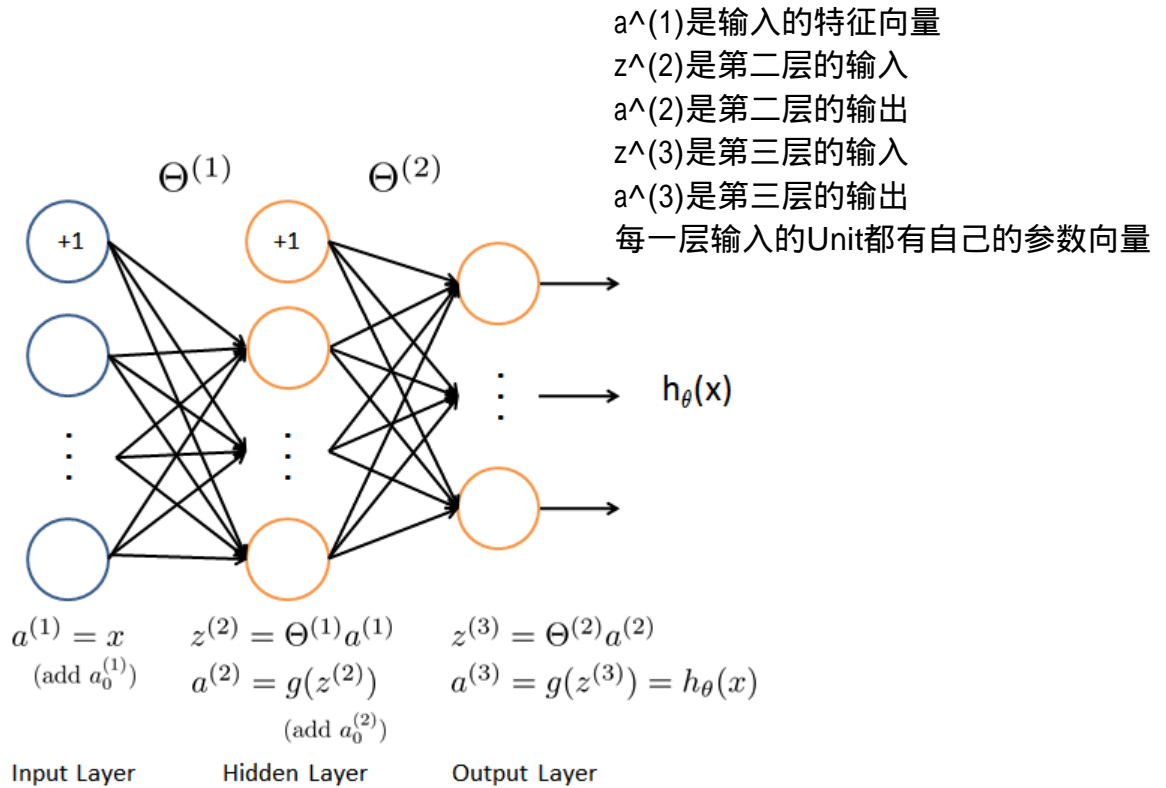 a^(1)是输入的特征向量
z^(2)是第二层的输入
a^(2)是第二层的输出
z^(3)是第三层的输入
a^(3)是第三层的输出
每一层输入的Unit都有自己的参数向量
Θ^{(1)} Θ^{(2)}
+1 +1
h_θ(x)
a^{(1)} = x z^{(2)} = Θ^{(1)}a^{(1)} z^{(3)} = Θ^{(2)}a^{(2)}
(add a_0^{(1)}) a^{(2)} = g(z^{(2)}) a^{(3)} = g(z^{(3)}) = h_θ(x)
(add a_0^{(2)})
Input Layer Hidden Layer Output Layer